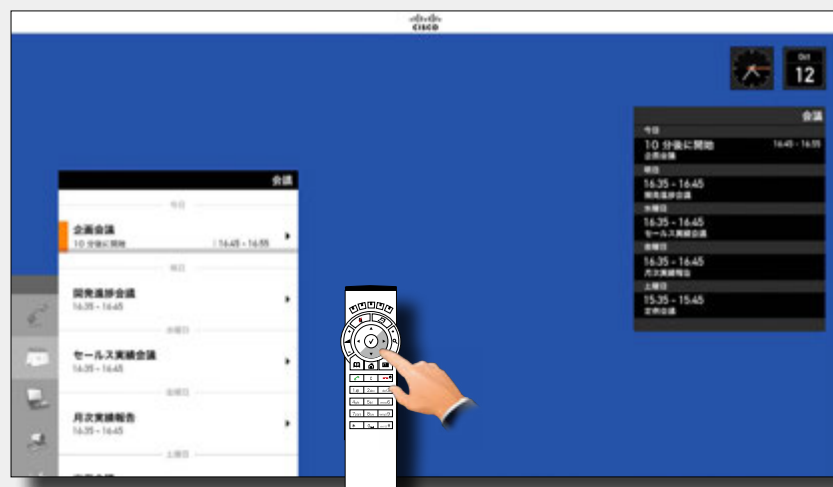 CISCO
Oct
12
会議
今日
10 分後に開始 16:45 - 16:55
企画会議
明日
16:35 - 16:45
開発進捗会議
水曜日
16:35 - 16:45
セールス実績会議
金曜日
16:35 - 16:45
月次実績報告
土曜日
15:35 - 15:45
定例会議
会議
今日
企画会議
10 分後に開始 16:45 - 16:55
明日
開発進捗会議
16:35 - 16:45
水曜日
セールス実績会議
16:35 - 16:45
金曜日
月次実績報告
16:35 - 16:45
土曜日